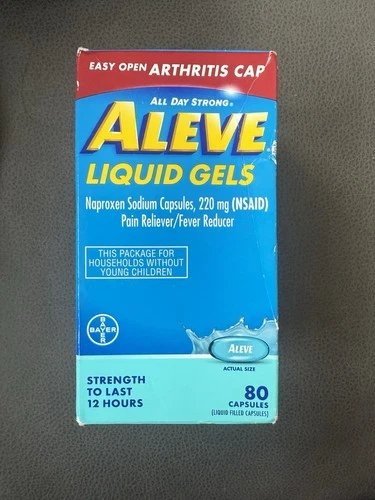 EASY OPEN ARTHRITIS CAP
ALL DAY STRONG®
ALEVE®
LIQUID GELS
Naproxen Sodium Capsules, 220 mg (NSAID)
Pain Reliever/Fever Reducer
THIS PACKAGE FOR
HOUSEHOLDS WITHOUT
YOUNG CHILDREN
BAYER
BAYER
ALEVE
ACTUAL SIZE
STRENGTH
TO LAST
12 HOURS
80
CAPSULES
(LIQUID FILLED CAPSULES)